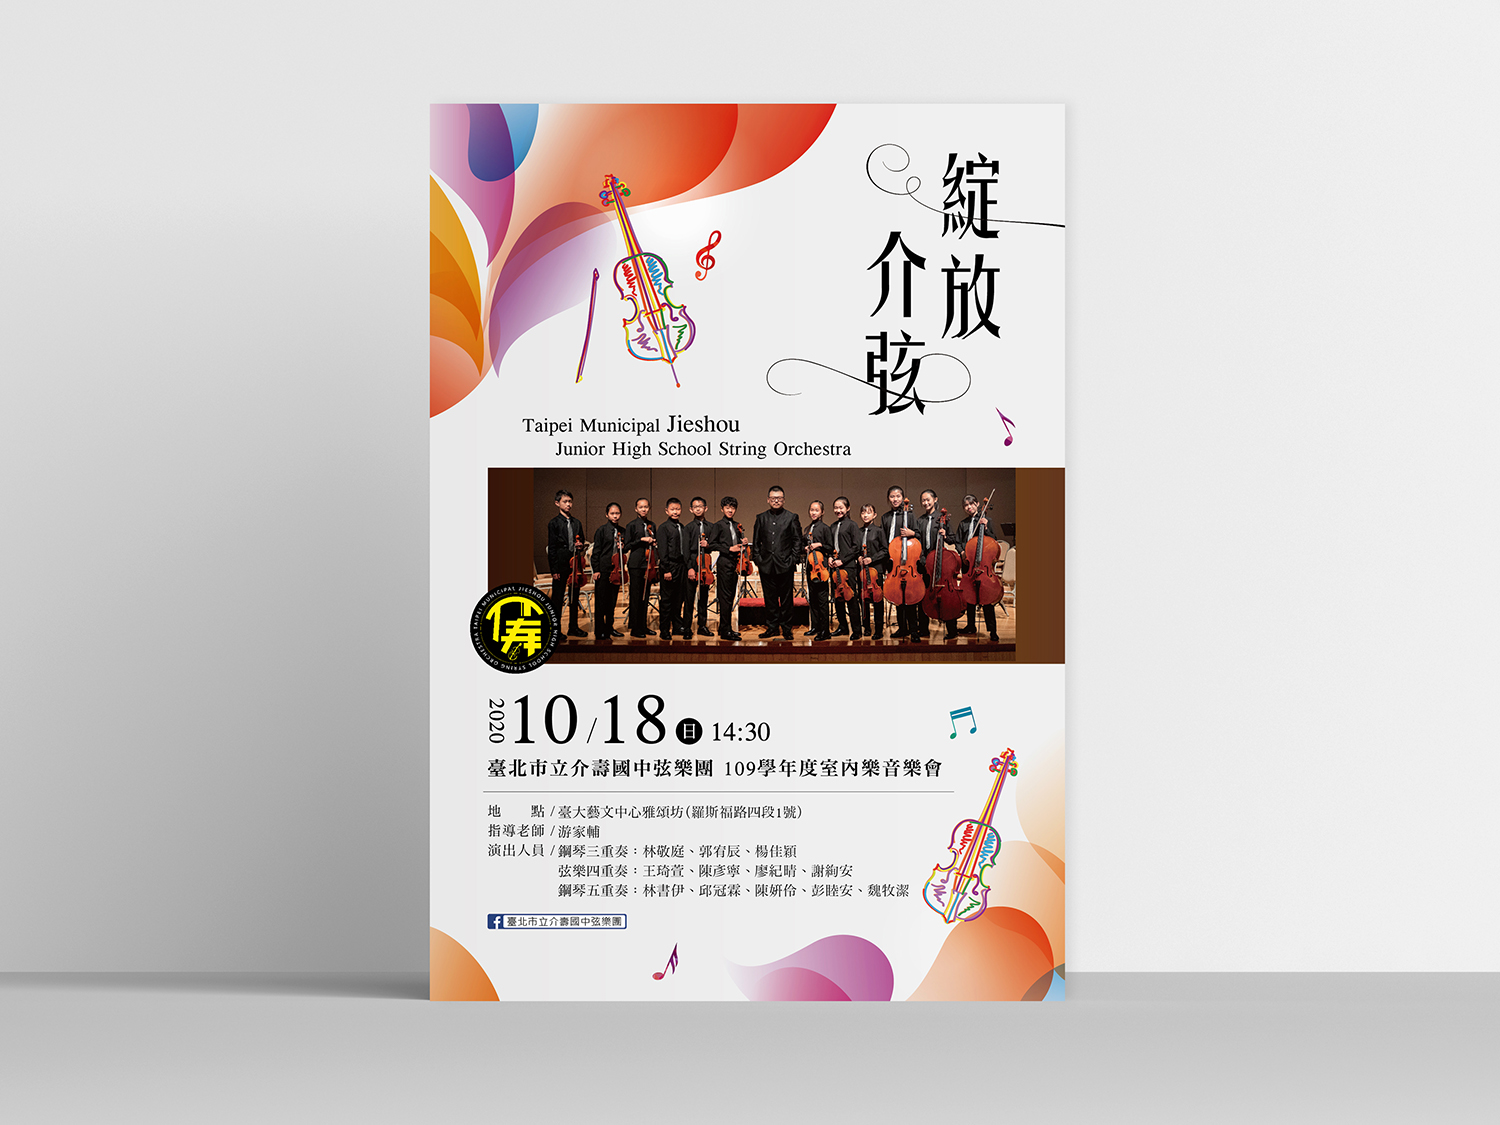 綻放
介弦
Taipei Municipal Jieshou
Junior High School String Orchestra
TAIPEI MUNICIPAL JIESHOU JUNIOR HIGH SCHOOL STRING ORCHESTRA
介壽
2020
10/18 日 14:30
臺北市立介壽國中弦樂團 109學年度室內樂音樂會
地 點/臺大藝文中心雅頌坊(羅斯福路四段1號)
指導老師/游家輔
演出人員/鋼琴三重奏:林敬庭、郭宥辰、楊佳穎
弦樂四重奏:王琦萱、陳彥寧、廖紀晴、謝絢安
鋼琴五重奏:林書伊、邱冠霖、陳妍伶、彭睦安、魏牧潔
f 臺北市立介壽國中弦樂團